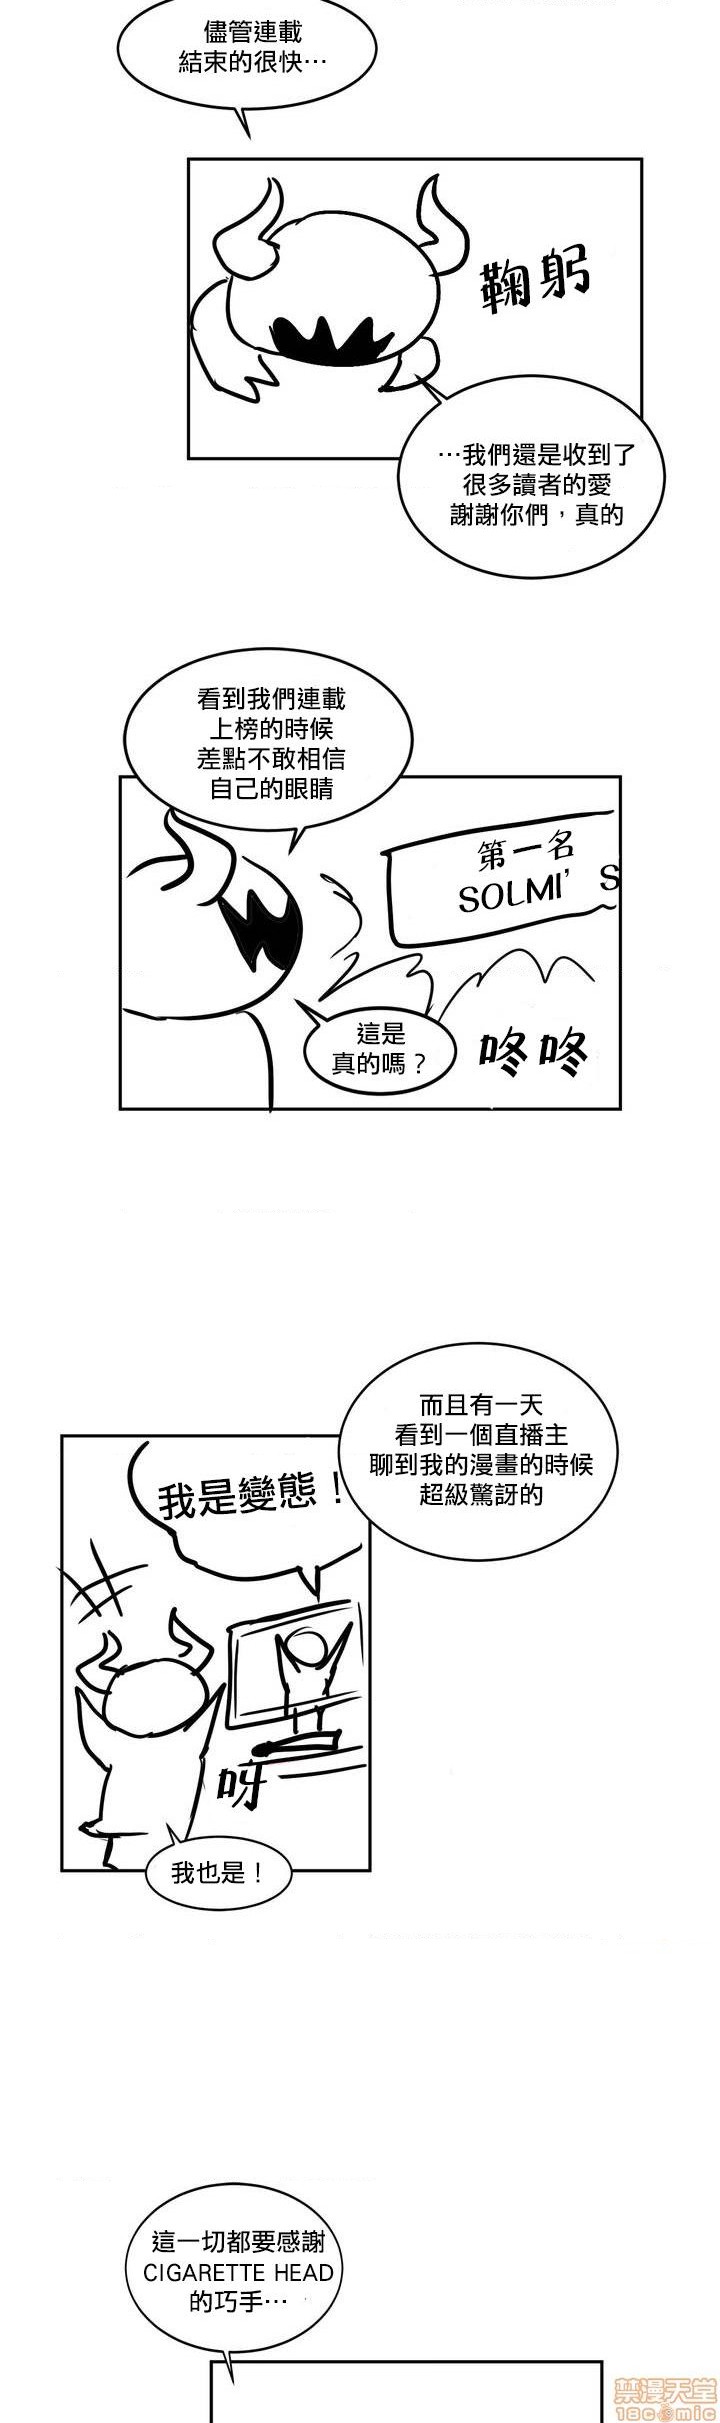 儘管連載
結束的很快⋯
鞠躬
⋯我們還是收到了
很多讀者的愛
謝謝你們，真的
看到我們連載
上榜的時候
差點不敢相信
自己的眼睛
第一名
SOLMI’S
這是
真的嗎？
咚咚
而且有一天
看到一個直播主
聊到我的漫畫的時候
超級驚訝的
我是變態！
呀
我也是！
這一切都要感謝
CIGARETTE HEAD
的巧手⋯
禁漫天堂
18comic